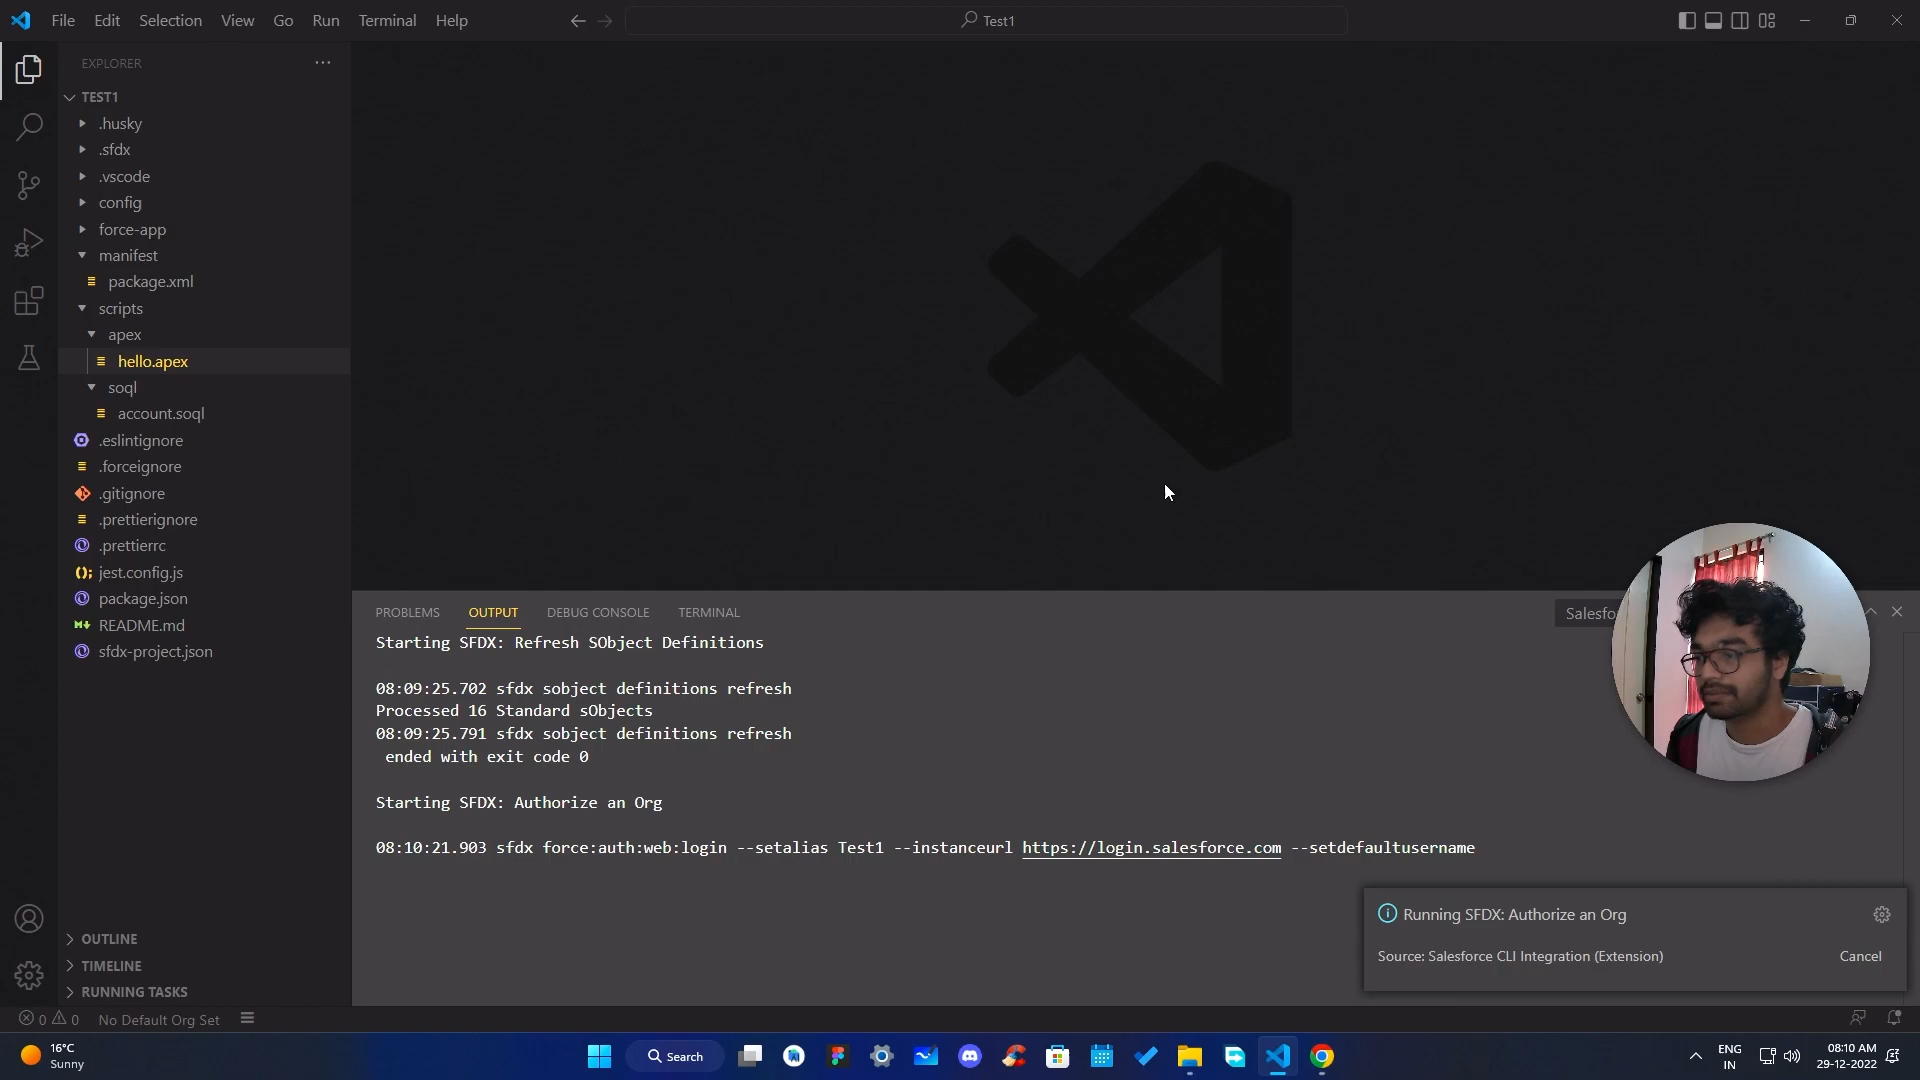 File Edit Selection View Go Run Terminal Help
Test1
EXPLORER
TEST1
.husky
.sfdx
.vscode
config
force-app
manifest
package.xml
scripts
apex
hello.apex
soql
account.soql
.eslintignore
.forceignore
.gitignore
.prettierignore
.prettierrc
jest.config.js
package.json
README.md
sfdx-project.json
OUTLINE
TIMELINE
RUNNING TASKS
PROBLEMS OUTPUT DEBUG CONSOLE TERMINAL
Starting SFDX: Refresh SObject Definitions
08:09:25.702 sfdx sobject definitions refresh
Processed 16 Standard sObjects
08:09:25.791 sfdx sobject definitions refresh
ended with exit code 0
Starting SFDX: Authorize an Org
08:10:21.903 sfdx force:auth:web:login --setalias Test1 --instanceurl https://login.salesforce.com --setdefaultusername
Running SFDX: Authorize an Org
Source: Salesforce CLI Integration (Extension) Cancel
0 0 No Default Org Set
16°C
Sunny
Search
ENG
IN
08:10 AM
29-12-2022